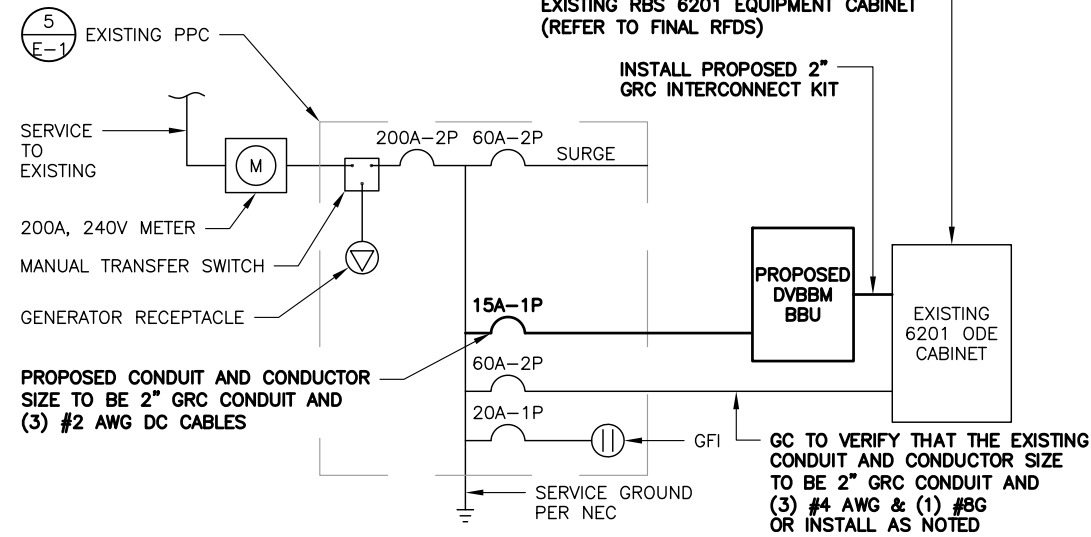 EXISTING RBS 6201 EQUIPMENT CABINET
(REFER TO FINAL RFDS)
5
E-1
EXISTING PPC
INSTALL PROPOSED 2"
GRC INTERCONNECT KIT
SERVICE
TO
EXISTING
M
200A-2P
60A-2P
SURGE
200A, 240V METER
MANUAL TRANSFER SWITCH
GENERATOR RECEPTACLE
15A-1P
PROPOSED
DVBBM
BBU
EXISTING
6201 ODE
CABINET
PROPOSED CONDUIT AND CONDUCTOR
SIZE TO BE 2" GRC CONDUIT AND
(3) #2 AWG DC CABLES
60A-2P
20A-1P
GFI
GC TO VERIFY THAT THE EXISTING
CONDUIT AND CONDUCTOR SIZE
TO BE 2" GRC CONDUIT AND
(3) #4 AWG & (1) #8G
OR INSTALL AS NOTED
SERVICE GROUND
PER NEC